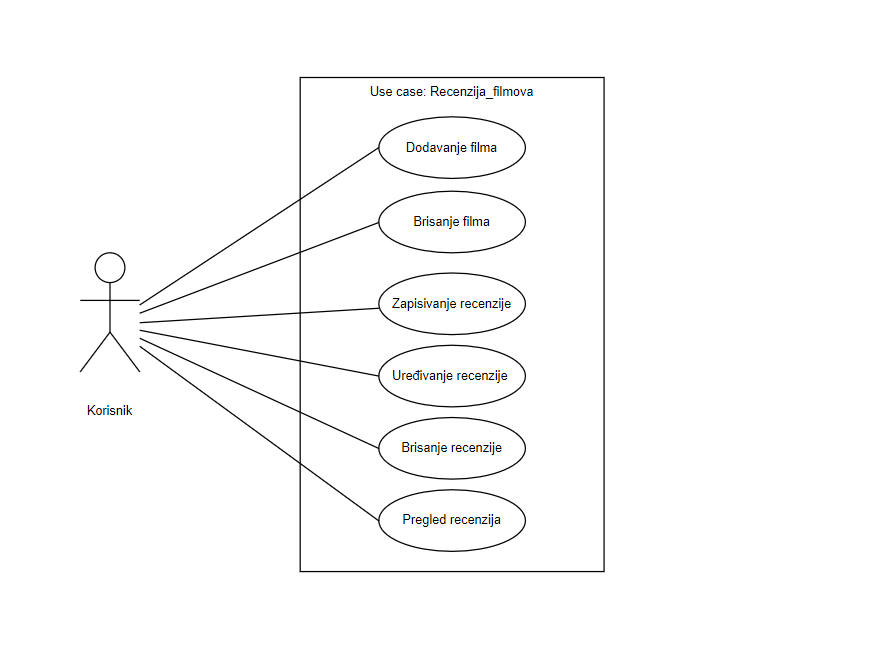 Use case: Recenzija_filmova
Dodavanje filma
Brisanje filma
Zapisivanje recenzije
Uređivanje recenzije
Brisanje recenzije
Pregled recenzija
Korisnik